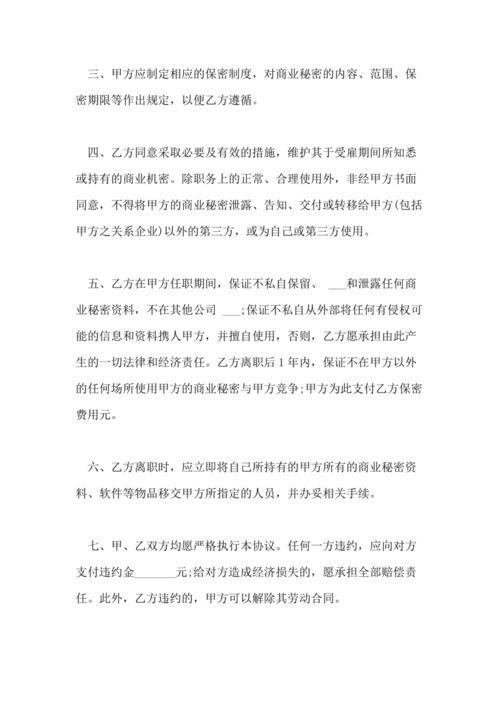 三、甲方应制定相应的保密制度，对商业秘密的内容、范围、保
密期限等作出规定，以便乙方遵循。
四、乙方同意采取必要及有效的措施，维护其于受雇期间所知悉
或持有的商业机密。除职务上的正常、合理使用外，非经甲方书面
同意，不得将甲方的商业秘密泄露、告知、交付或转移给甲方(包括
甲方之关系企业)以外的第三方，或为自己或第三方使用。
五、乙方在甲方任职期间，保证不私自保留、 ___和泄露任何商
业秘密资料，不在其他公司 ___;保证不私自从外部将任何有侵权可
能的信息和资料携人甲方，并擅自使用，否则，乙方愿承担由此产
生的一切法律和经济责任。乙方离职后 1 年内，保证不在甲方以外
的任何场所使用甲方的商业秘密与甲方竞争;甲方为此支付乙方保密
费用元。
六、乙方离职时，应立即将自己所持有的甲方所有的商业秘密资
料、软件等物品移交甲方所指定的人员，并办妥相关手续。
七、甲、乙双方均愿严格执行本协议。任何一方违约，应向对方
支付违约金_______元;给对方造成经济损失的，愿承担全部赔偿责
任。此外，乙方违约的，甲方可以解除其劳动合同。